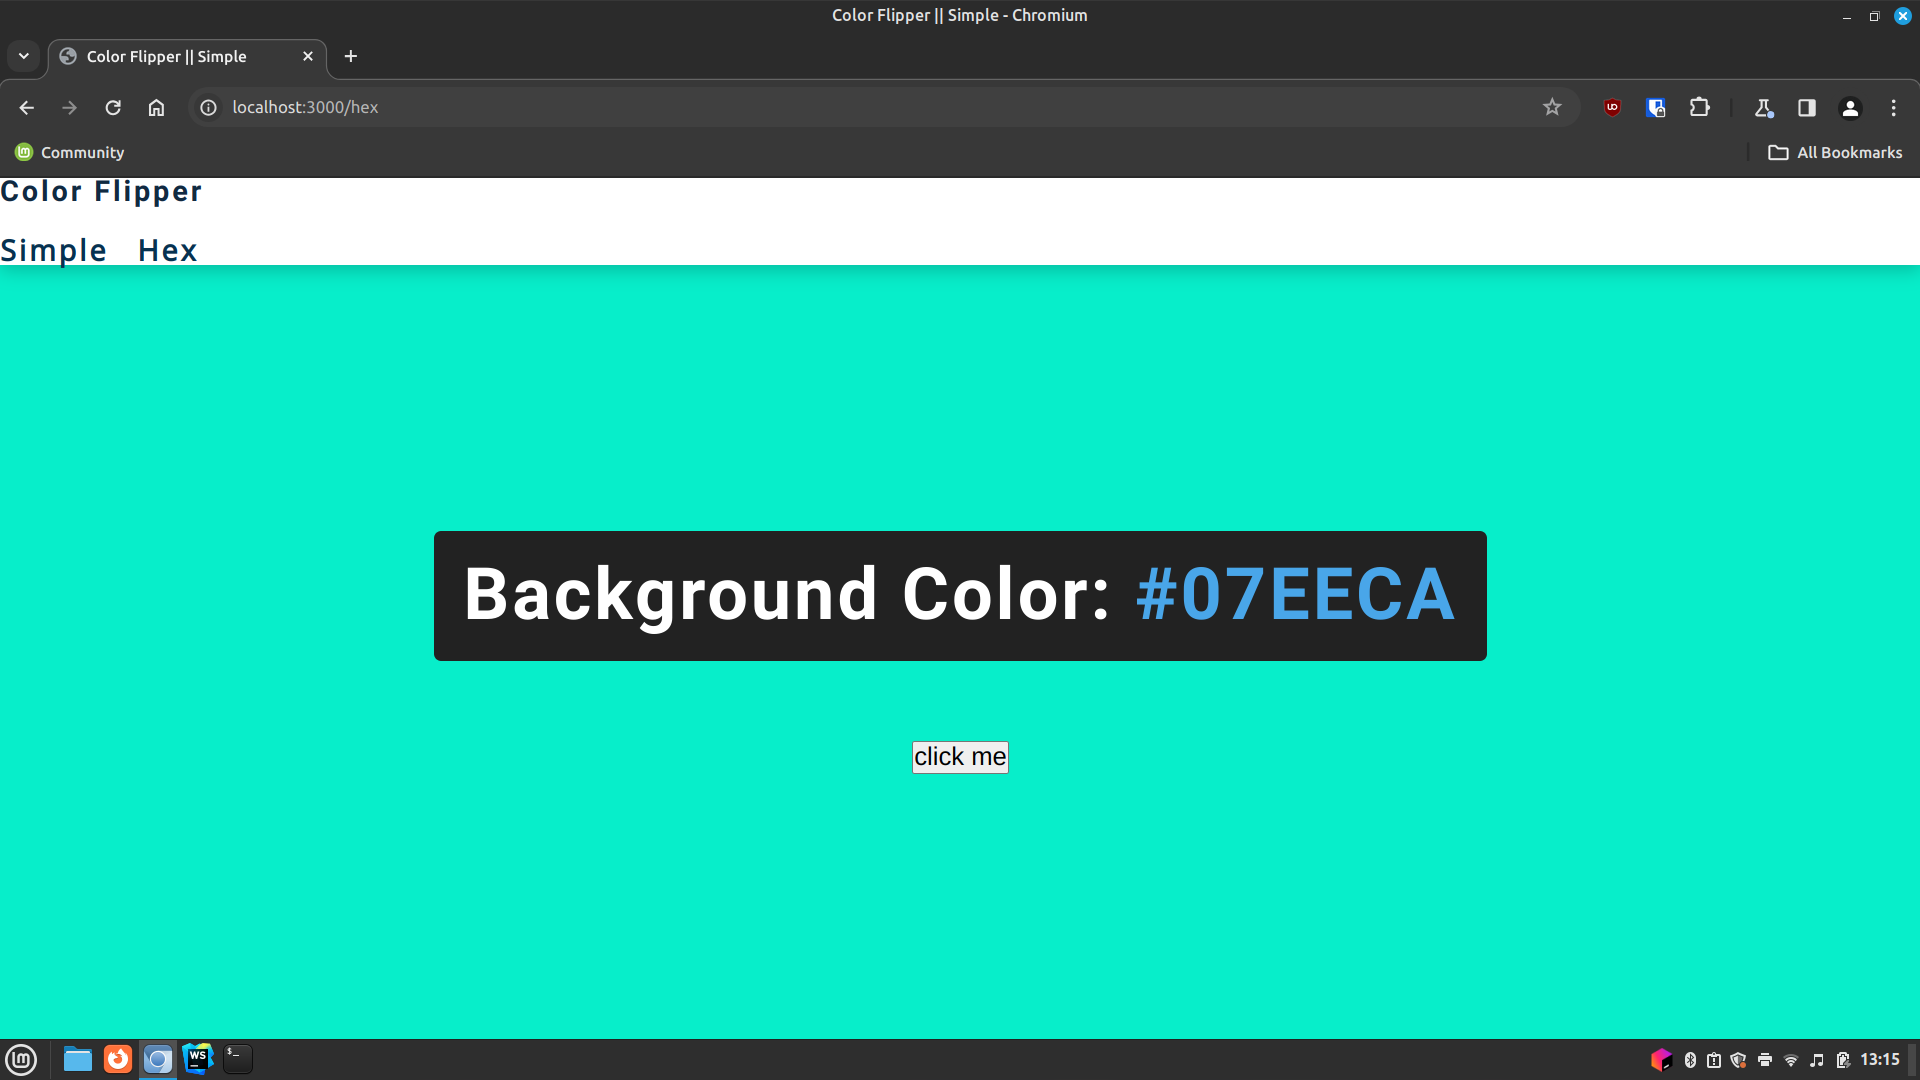 Color Flipper || Simple - Chromium
Color Flipper || Simple
localhost:3000/hex
Community
All Bookmarks
Color Flipper
Simple Hex
Background Color: #07EECA
click me
WS
$_
13:15